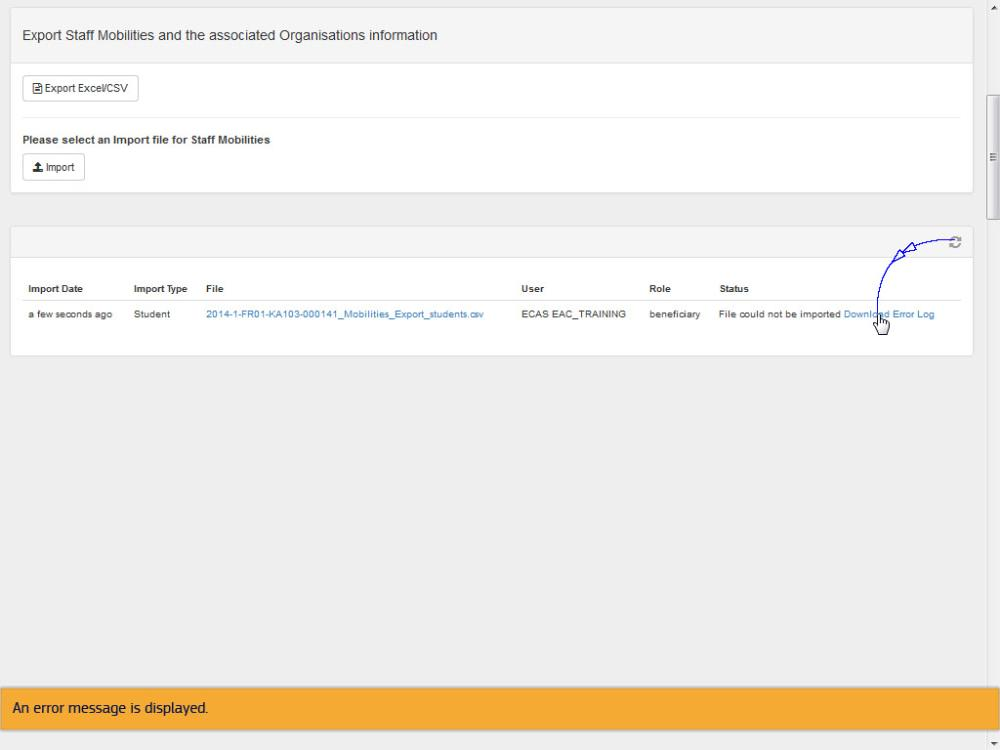 Export Staff Mobilities and the associated Organisations information
Export Excel/CSV
Please select an Import file for Staff Mobilities
Import
Import Date Import Type File User Role Status
a few seconds ago Student 2014-1-FR01-KA103-000141_Mobilities_Export_students.csv ECAS EAC_TRAINING beneficiary File could not be imported Download Error Log
An error message is displayed.